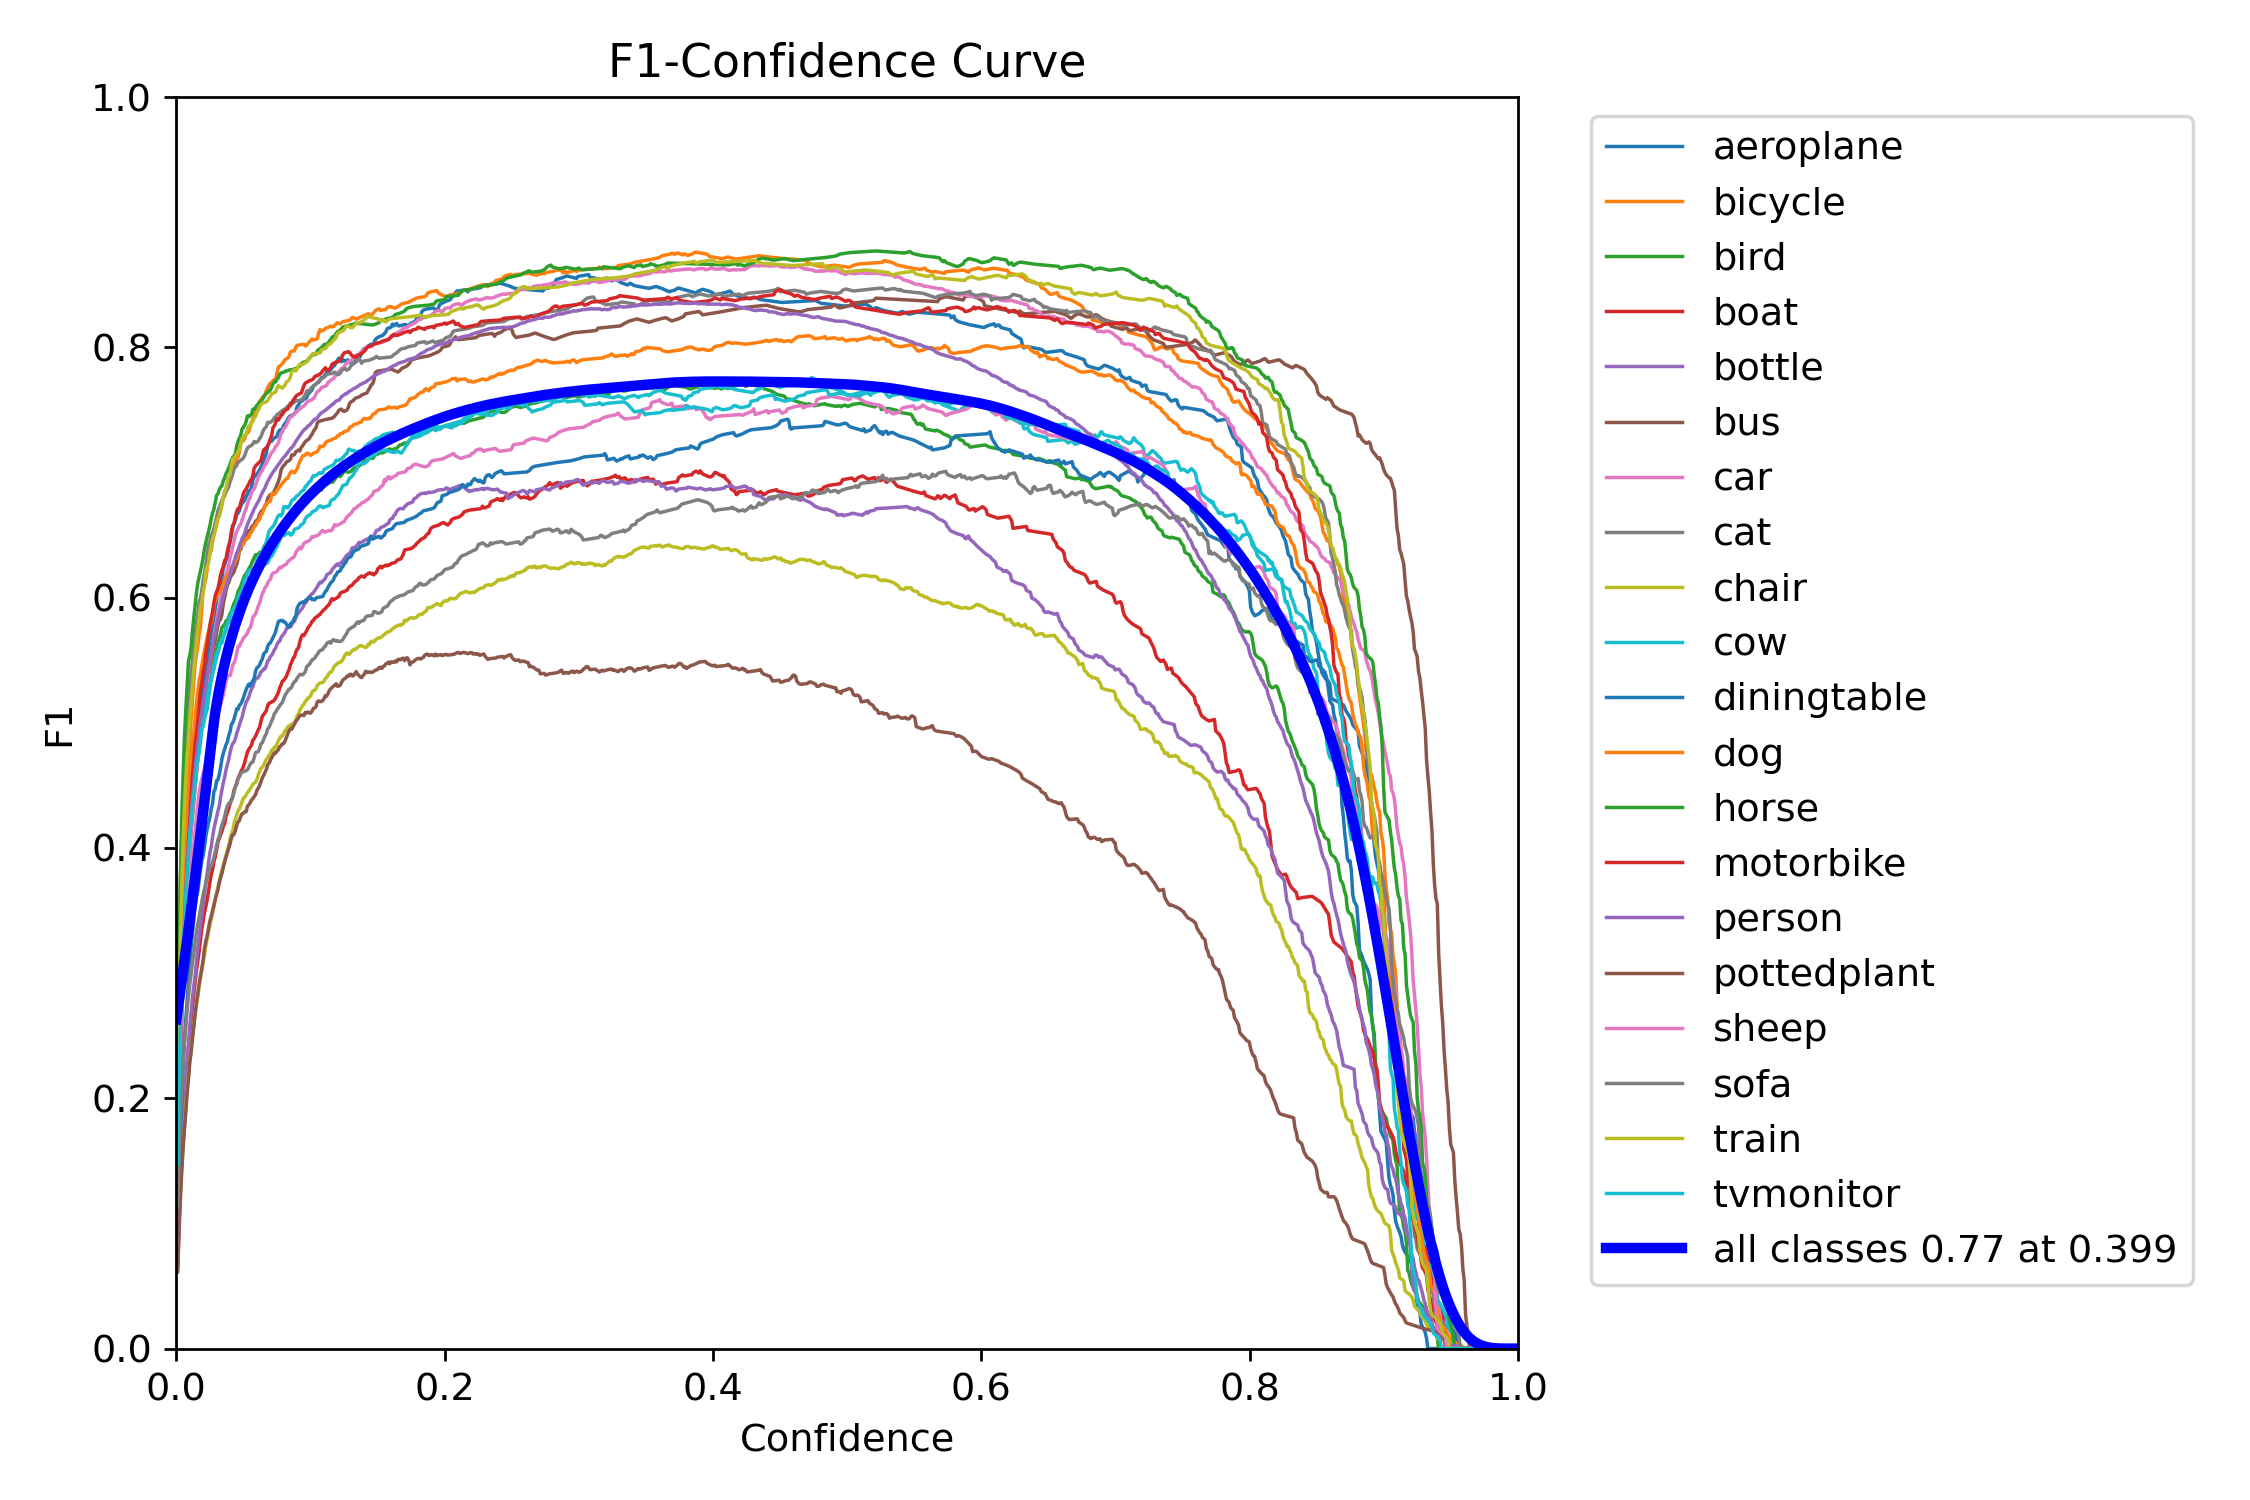 F1-Confidence Curve
1.0
0.8
0.6
0.4
0.2
0.0
F1
0.0 0.2 0.4 0.6 0.8 1.0
Confidence
aeroplane
bicycle
bird
boat
bottle
bus
car
cat
chair
cow
diningtable
dog
horse
motorbike
person
pottedplant
sheep
sofa
train
tvmonitor
all classes 0.77 at 0.399